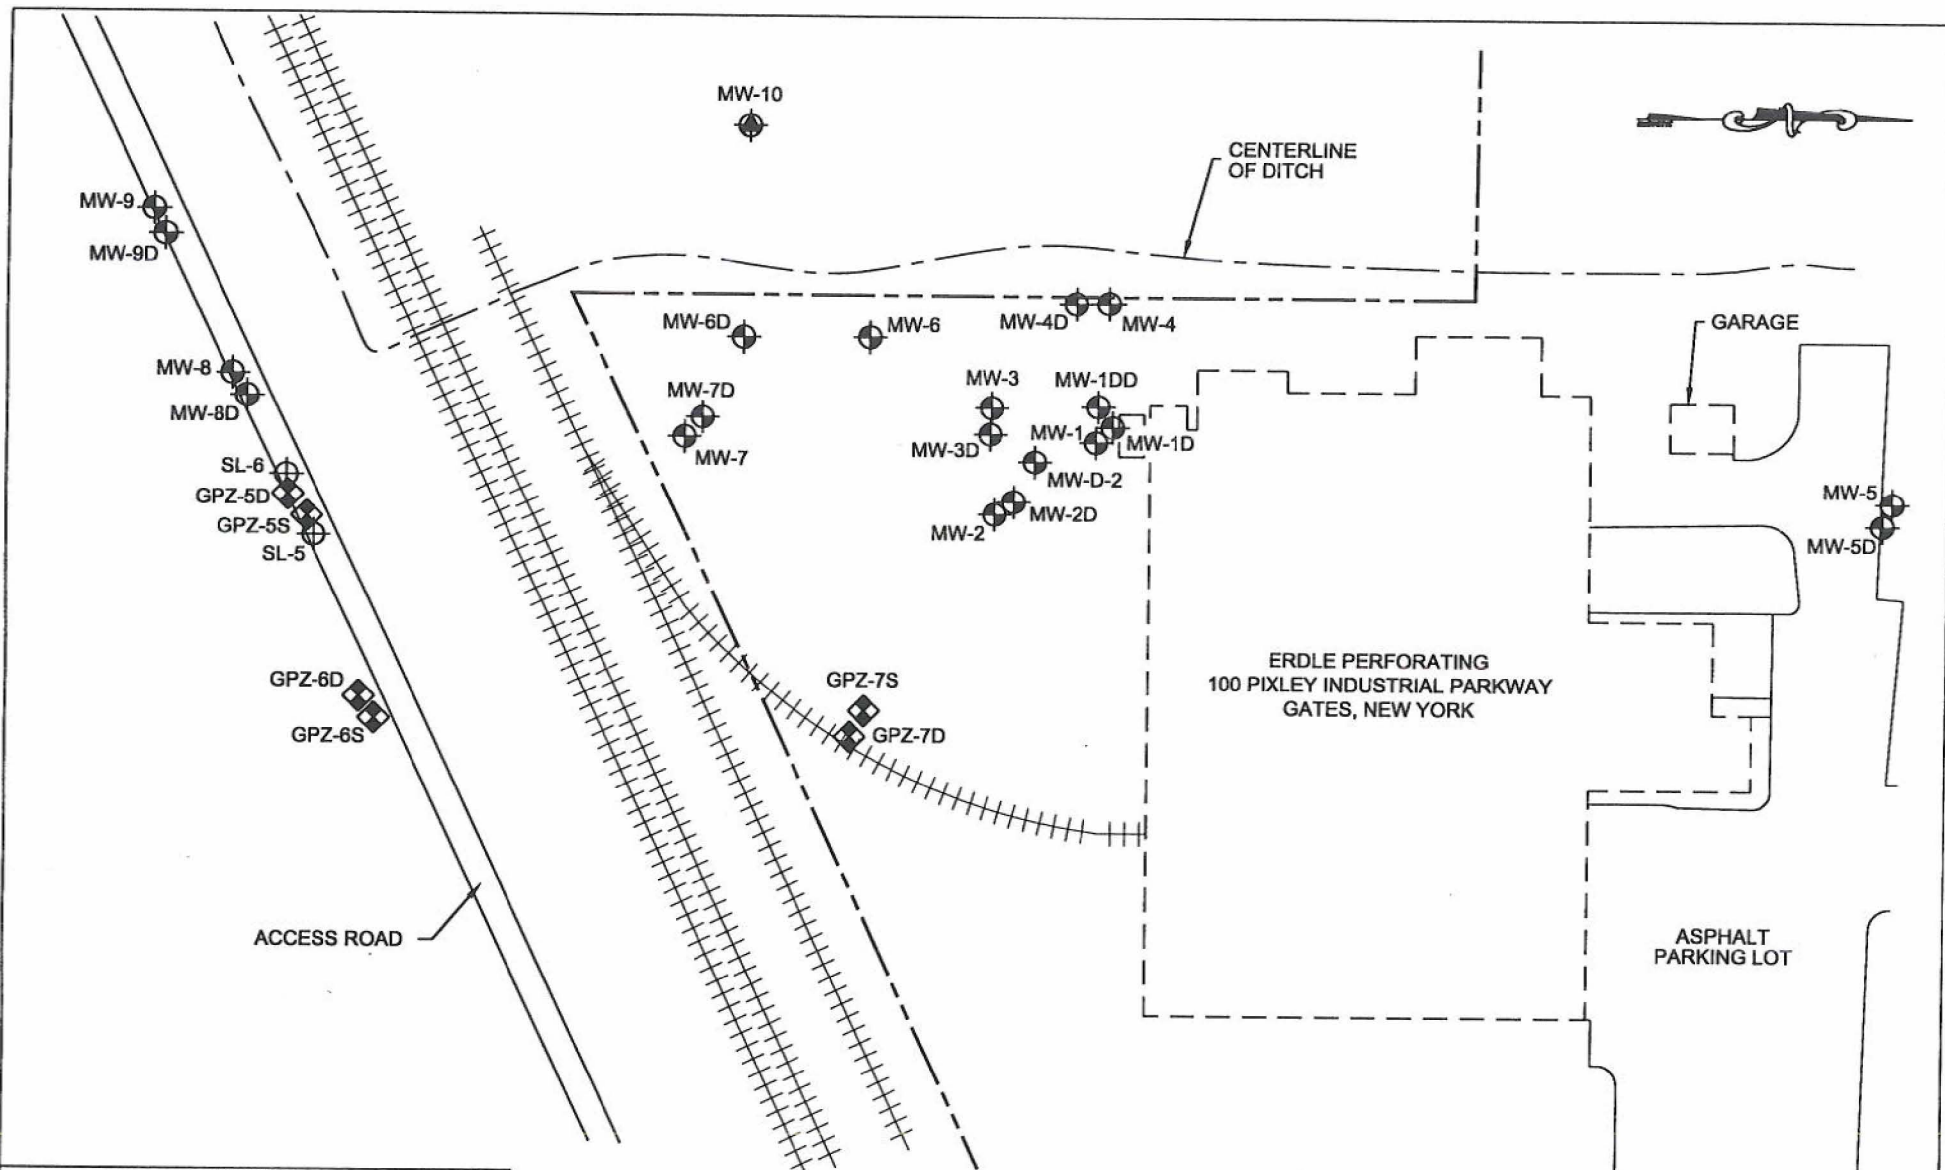 MW-10
CENTERLINE
OF DITCH
MW-9
MW-9D
MW-6D
MW-6
MW-4D
MW-4
GARAGE
MW-8
MW-8D
MW-7D
MW-7
MW-3
MW-1DD
MW-3D
MW-1
MW-1D
MW-D-2
SL-6
GPZ-5D
GPZ-5S
SL-5
MW-2
MW-2D
MW-5
MW-5D
GPZ-6D
GPZ-6S
GPZ-7S
GPZ-7D
ERDLE PERFORATING
100 PIXLEY INDUSTRIAL PARKWAY
GATES, NEW YORK
ACCESS ROAD
ASPHALT
PARKING LOT